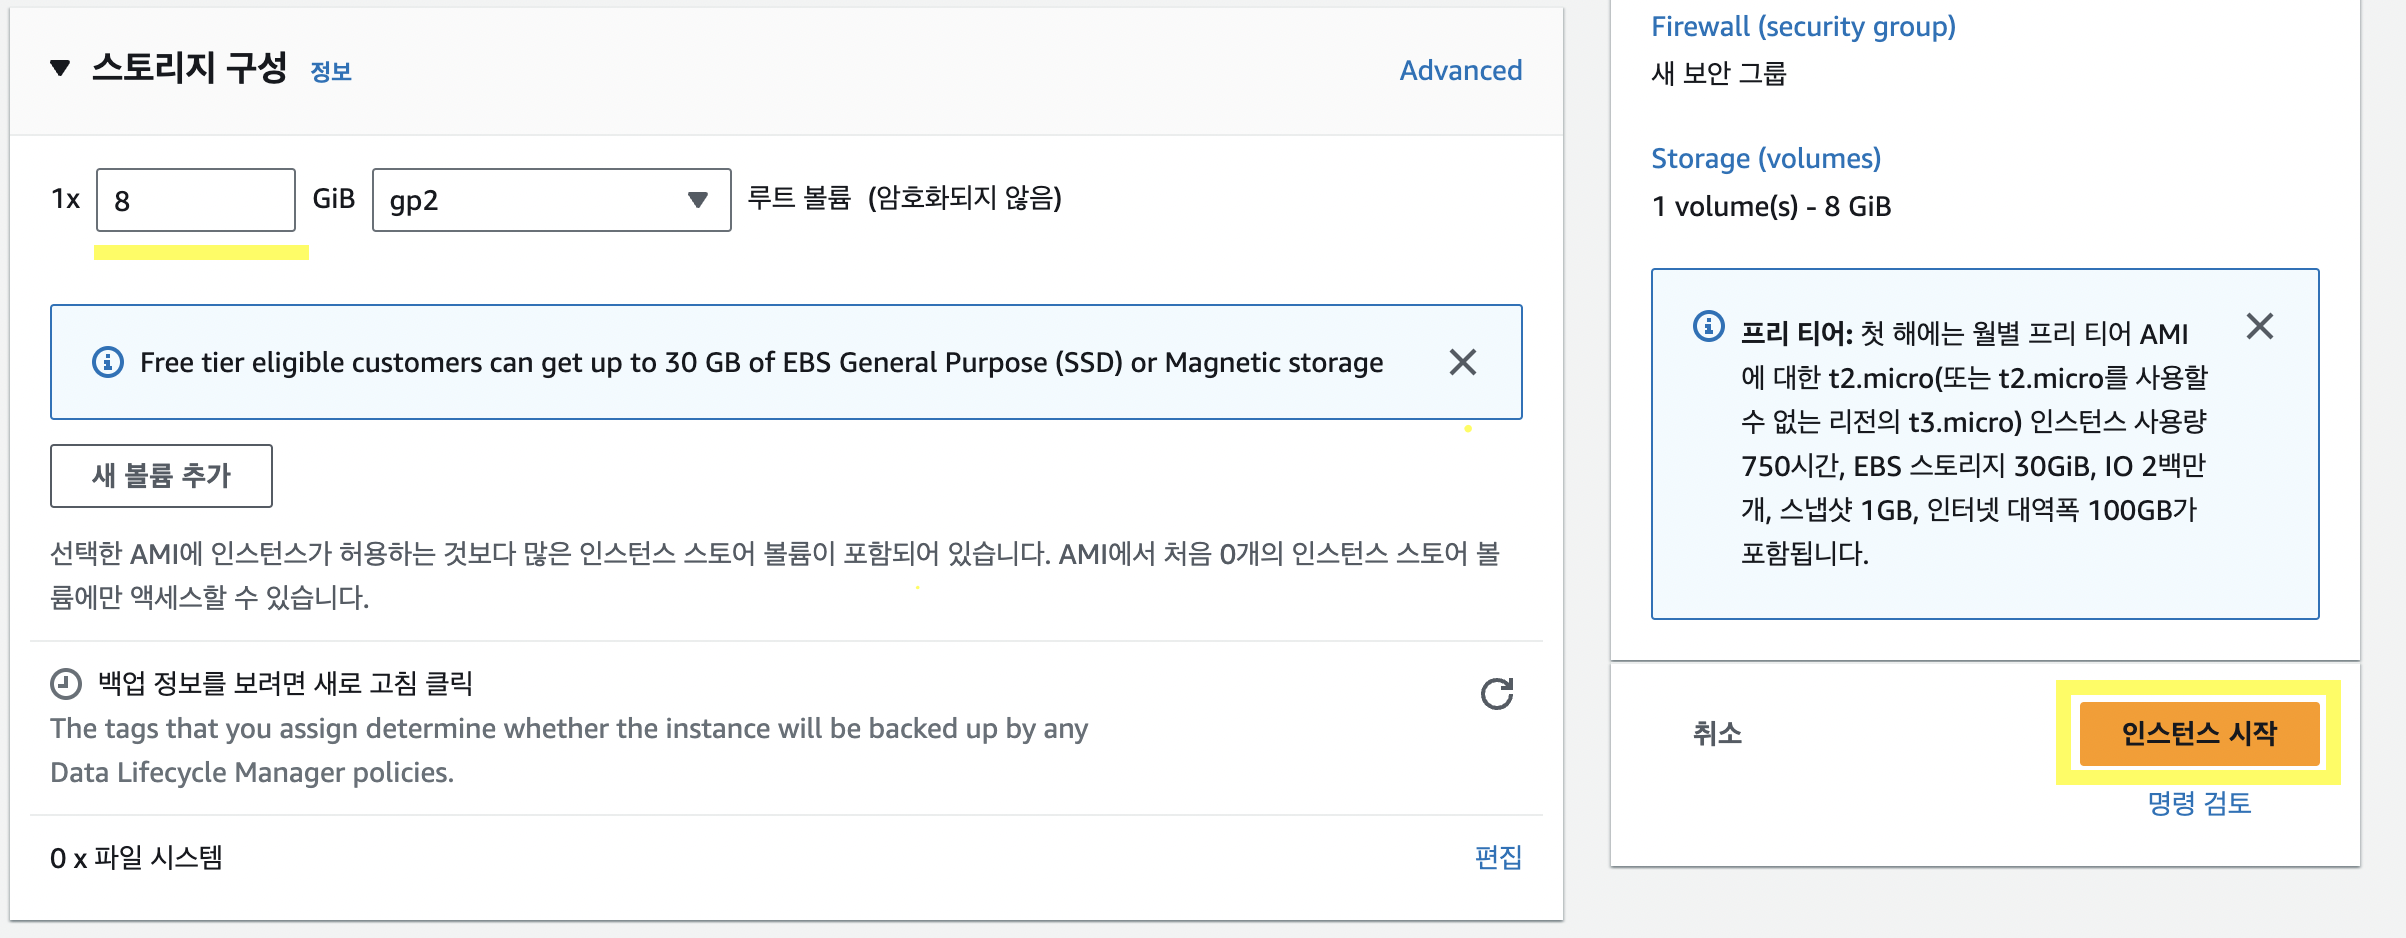 스토리지 구성 정보
Advanced
1x 8 GiB gp2 루트 볼륨 (암호화되지 않음)
Free tier eligible customers can get up to 30 GB of EBS General Purpose (SSD) or Magnetic storage
새 볼륨 추가
선택한 AMI에 인스턴스가 허용하는 것보다 많은 인스턴스 스토어 볼륨이 포함되어 있습니다. AMI에서 처음 0개의 인스턴스 스토어 볼
륨에만 액세스할 수 있습니다.
백업 정보를 보려면 새로 고침 클릭
The tags that you assign determine whether the instance will be backed up by any
Data Lifecycle Manager policies.
0 x 파일 시스템
편집
Firewall (security group)
새 보안 그룹
Storage (volumes)
1 volume(s) - 8 GiB
프리 티어: 첫 해에는 월별 프리 티어 AMI
에 대한 t2.micro(또는 t2.micro를 사용할
수 없는 리전의 t3.micro) 인스턴스 사용량
750시간, EBS 스토리지 30GiB, IO 2백만
개, 스냅샷 1GB, 인터넷 대역폭 100GB가
포함됩니다.
취소
인스턴스 시작
명령 검토